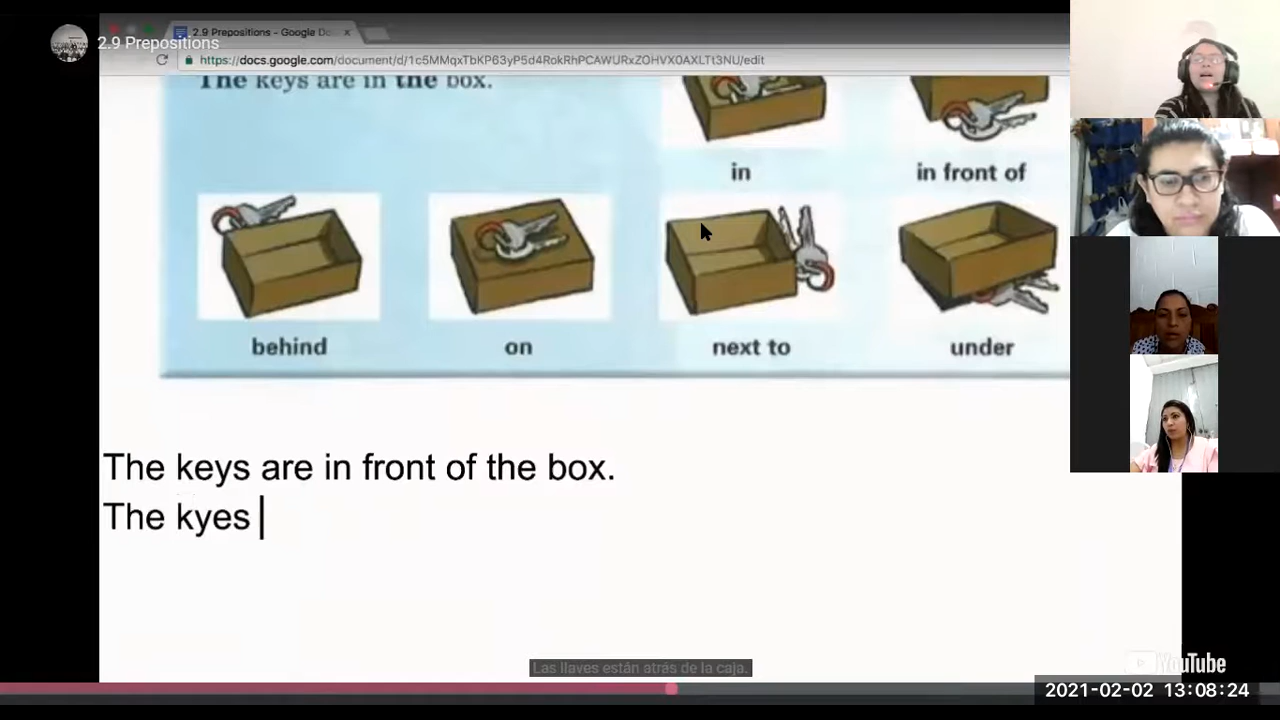 2.9 Prepositions - Google Do
2.9 Prepositions
https://docs.google.com/document/d/1c5MMqxTbKP63yP5d4RokRhPCAWURxZOHVX0AXLTt3NU/edit
The keys are in the box.
in
in front of
behind
on
next to
under
The keys are in front of the box.
The kyes
Las llaves están atrás de la caja.
YouTube
2021-02-02 13:08:24